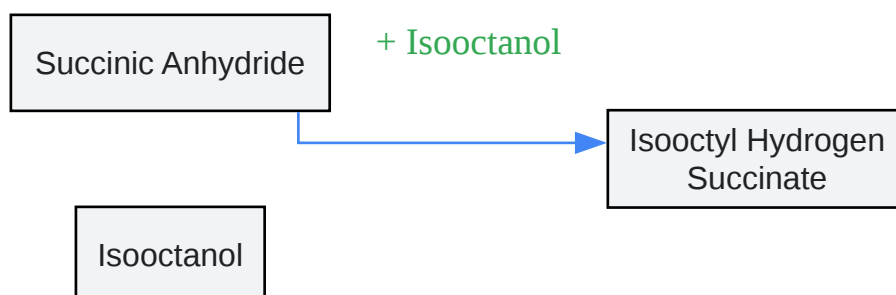 Succinic Anhydride
+ Isooctanol
Isooctyl Hydrogen
Succinate
Isooctanol